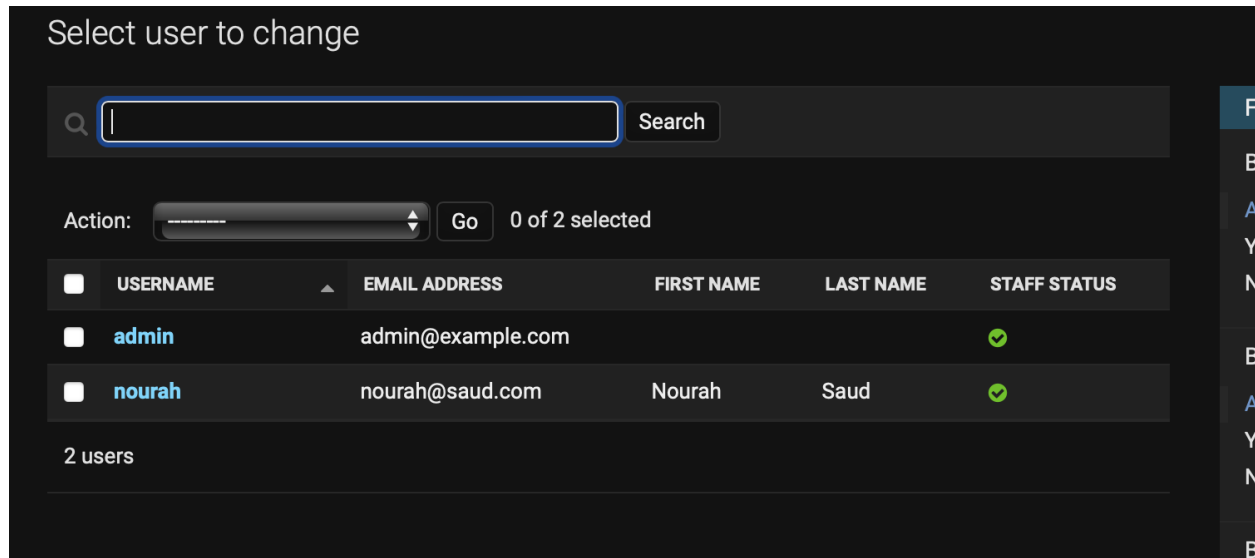 Select user to change
Search
Action: --------- Go 0 of 2 selected
USERNAME EMAIL ADDRESS FIRST NAME LAST NAME STAFF STATUS
admin admin@example.com
nourah nourah@saud.com Nourah Saud
2 users